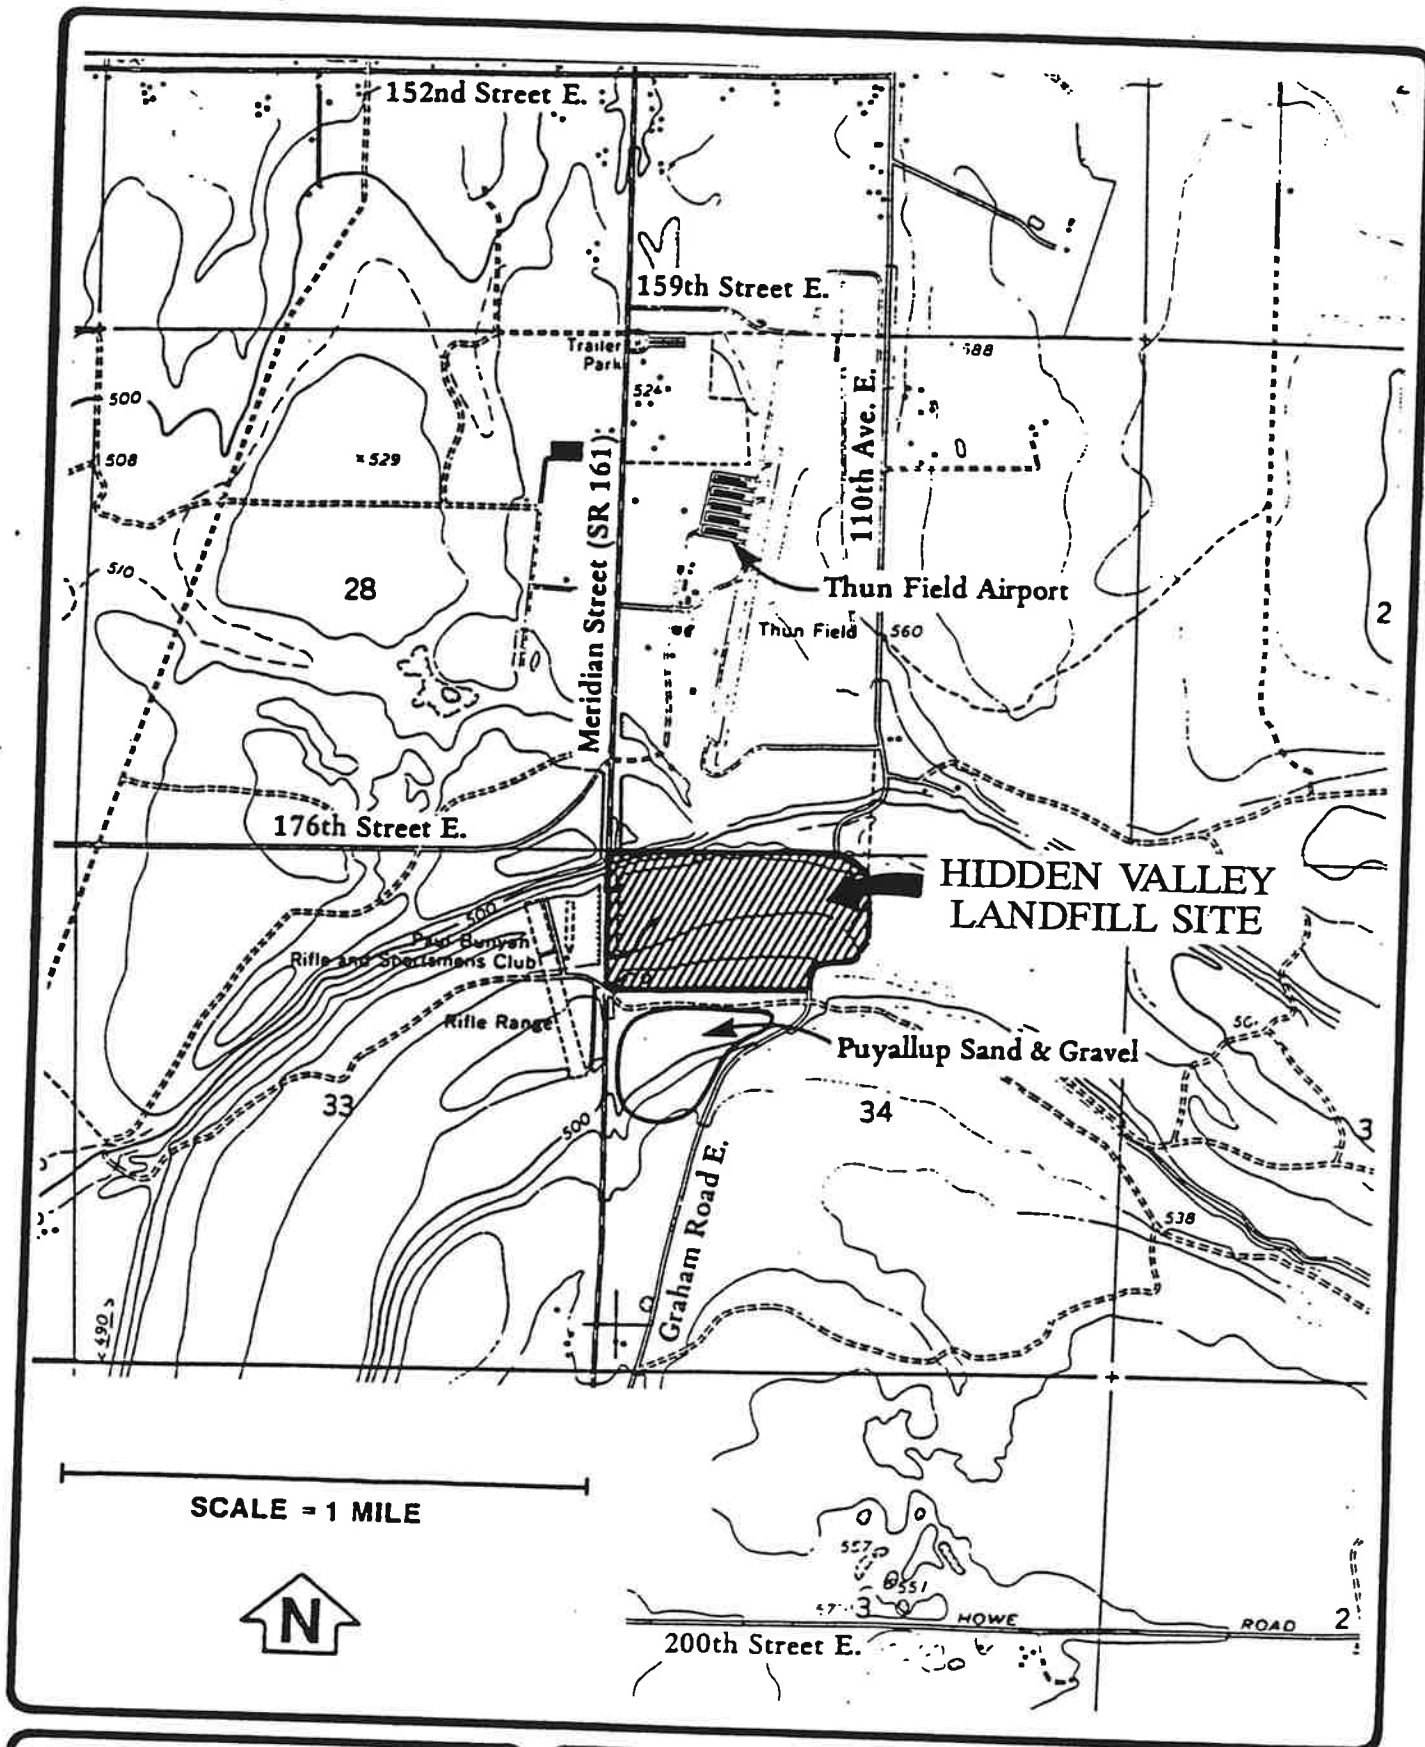 152nd Street E.
159th Street E.
Trailer
Park
588
524
500
508
529
Meridian Street (SR 161)
110th Ave. E.
510
28
Thun Field Airport
Thun Field
560
2
176th Street E.
HIDDEN VALLEY
LANDFILL SITE
500
Paul Bunyan
Rifle and Sportsmens Club
Rifle Range
Puyallup Sand & Gravel
33
34
500
3
538
Graham Road E.
490
SCALE = 1 MILE
N
557
551
3
HOWE ROAD
2
200th Street E.